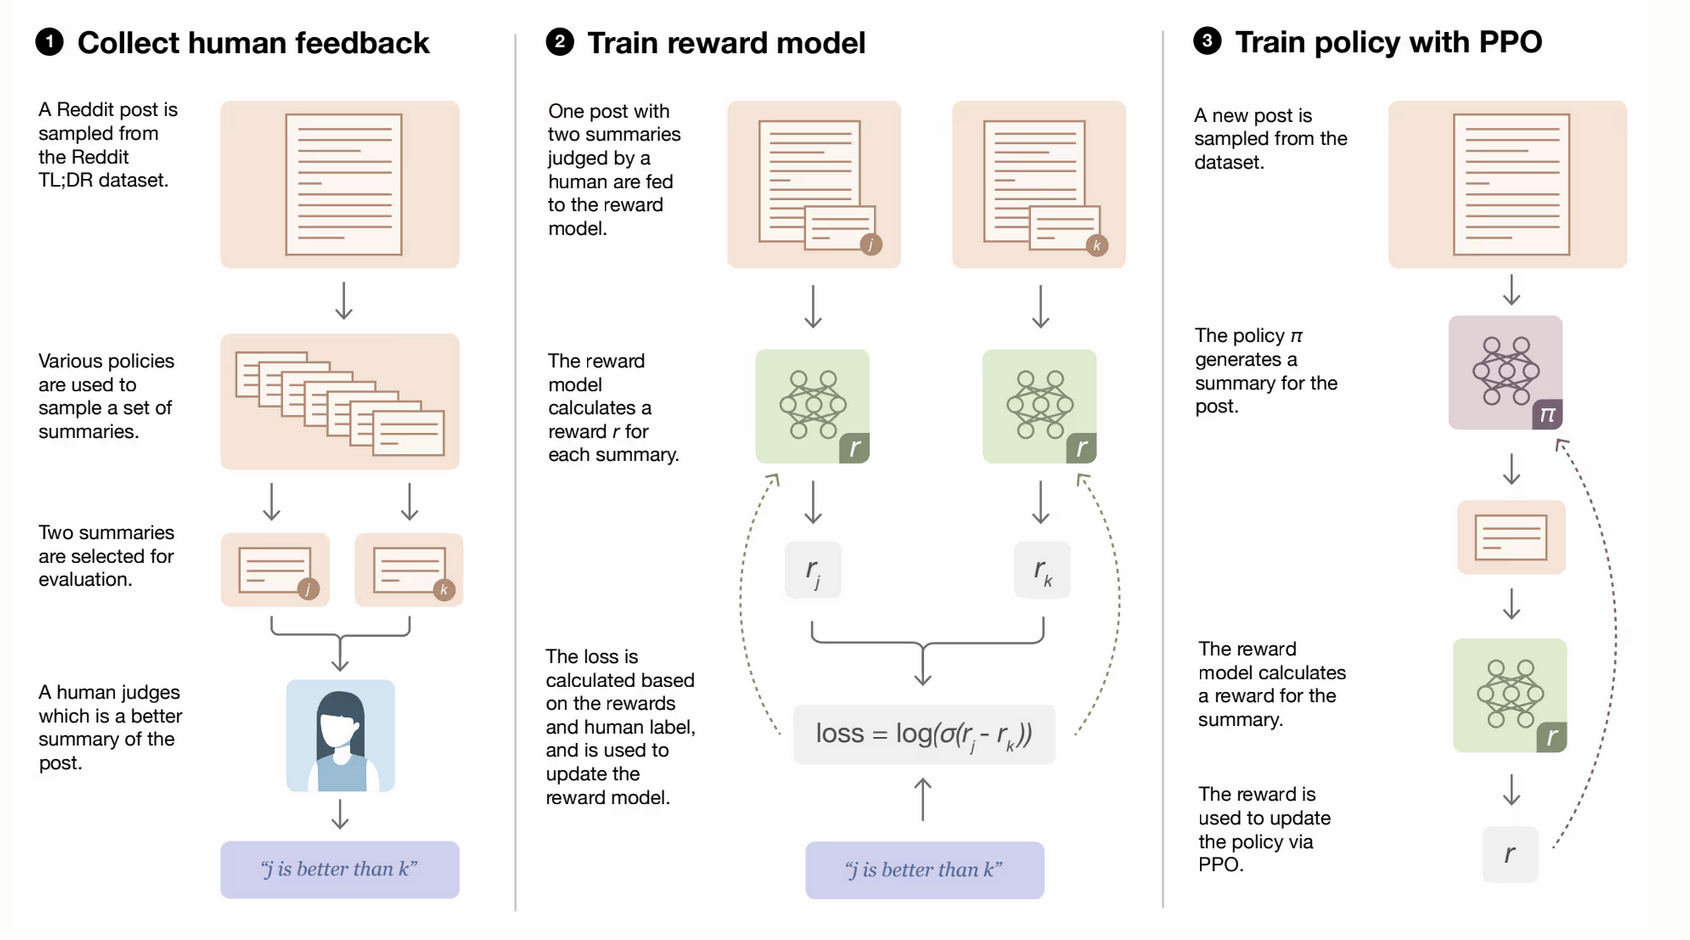 1 Collect human feedback
A Reddit post is
sampled from
the Reddit
TL;DR dataset.
Various policies
are used to
sample a set of
summaries.
Two summaries
are selected for
evaluation.
j
k
A human judges
which is a better
summary of the
post.
“j is better than k”
2 Train reward model
One post with
two summaries
judged by a
human are fed
to the reward
model.
j
k
The reward
model
calculates a
reward r for
each summary.
r
r
r_j
r_k
The loss is
calculated based
on the rewards
and human label,
and is used to
update the
reward model.
loss = log(σ(r_j - r_k))
“j is better than k”
3 Train policy with PPO
A new post is
sampled from the
dataset.
The policy π
generates a
summary for the
post.
π
The reward
model calculates
a reward for the
summary.
r
The reward is
used to update
the policy via
PPO.
r